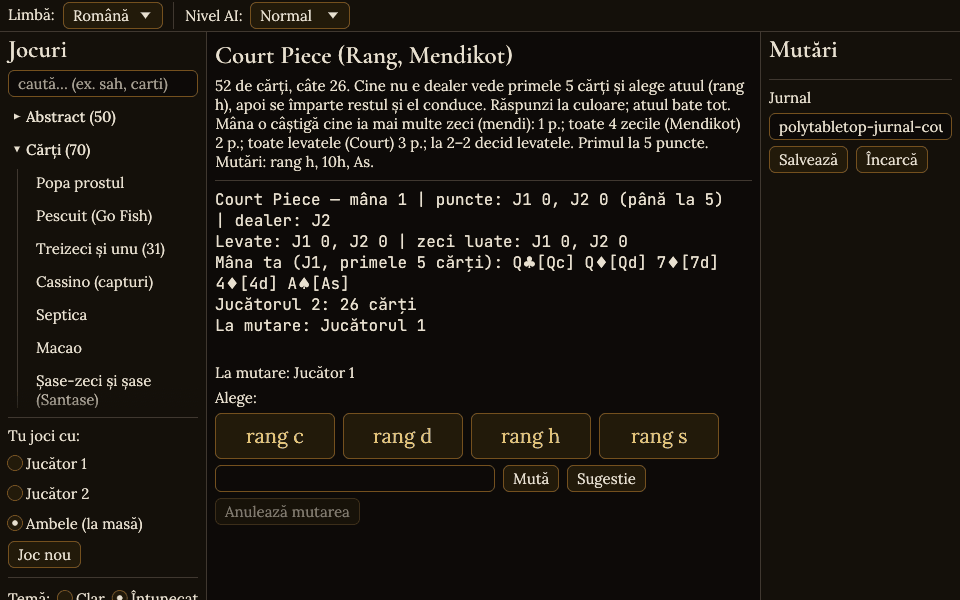 Limbă: Română ▼ Nivel AI: Normal ▼
Jocuri
caută... (ex. sah, carti)
▸ Abstract (50)
▾ Cărți (70)
Popa prostul
Pescuit (Go Fish)
Treizeci și unu (31)
Cassino (capturi)
Septica
Macao
Șase-zeci și șase
(Santase)
Tu joci cu:
Jucător 1
Jucător 2
Ambele (la masă)
Joc nou
Temă: Clar Întunecat
Court Piece (Rang, Mendikot)
52 de cărți, câte 26. Cine nu e dealer vede primele 5 cărți și alege atuul (rang
h), apoi se împarte restul și el conduce. Răspunzi la culoare; atuul bate tot.
Mâna o câștigă cine ia mai multe zeci (mendi): 1 p.; toate 4 zecile (Mendikot)
2 p.; toate levatele (Court) 3 p.; la 2–2 decid levatele. Primul la 5 puncte.
Mutări: rang h, 10h, As.
Court Piece — mâna 1 | puncte: J1 0, J2 0 (până la 5)
| dealer: J2
Levate: J1 0, J2 0 | zeci luate: J1 0, J2 0
Mâna ta (J1, primele 5 cărți): Q♣[Qc] Q♦[Qd] 7♦[7d]
4♦[4d] A♠[As]
Jucătorul 2: 26 cărți
La mutare: Jucătorul 1
La mutare: Jucător 1
Alege:
rang c rang d rang h rang s
Mută Sugestie
Anulează mutarea
Mutări
Jurnal
polytabletop-jurnal-cou
Salvează Încarcă